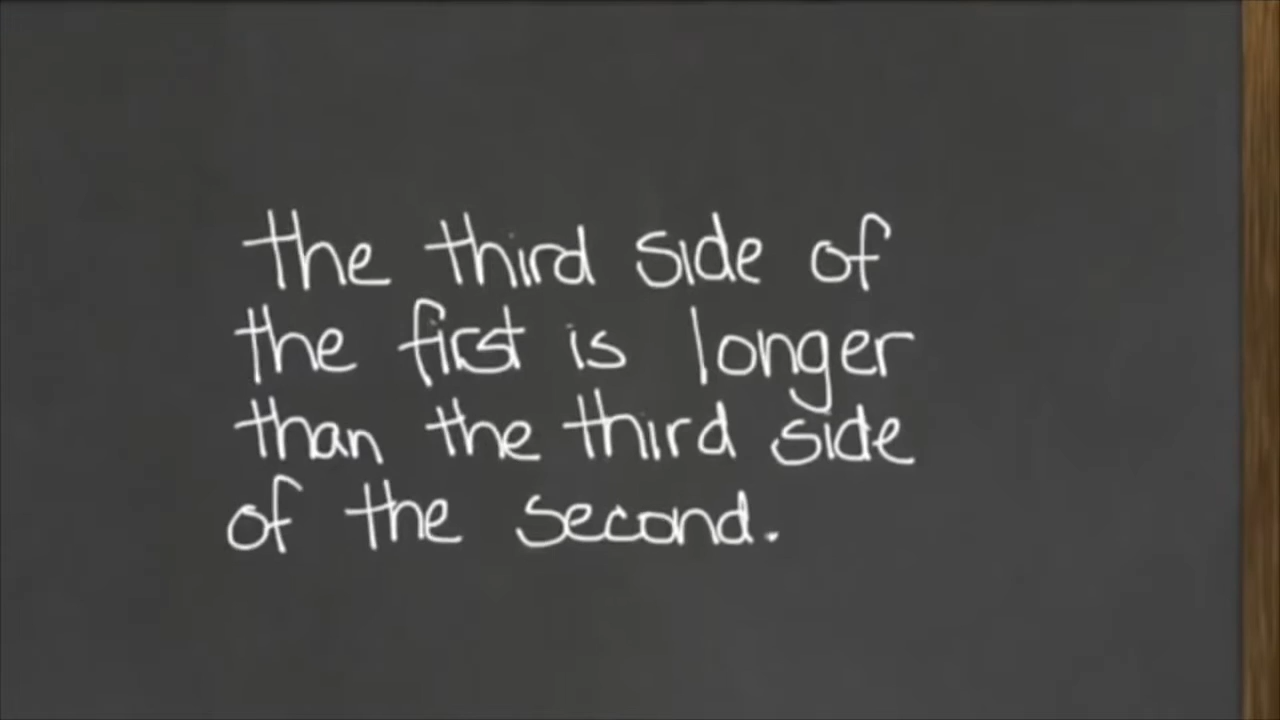 the third side of
the first is longer
than the third side
of the second.